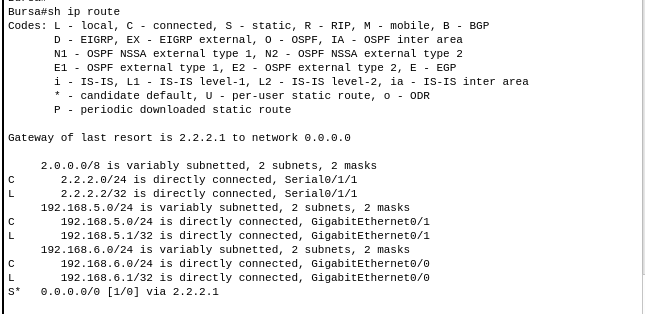 Bursa#sh ip route
Codes: L - local, C - connected, S - static, R - RIP, M - mobile, B - BGP
       D - EIGRP, EX - EIGRP external, O - OSPF, IA - OSPF inter area
       N1 - OSPF NSSA external type 1, N2 - OSPF NSSA external type 2
       E1 - OSPF external type 1, E2 - OSPF external type 2, E - EGP
       i - IS-IS, L1 - IS-IS level-1, L2 - IS-IS level-2, ia - IS-IS inter area
       * - candidate default, U - per-user static route, o - ODR
       P - periodic downloaded static route

Gateway of last resort is 2.2.2.1 to network 0.0.0.0

     2.0.0.0/8 is variably subnetted, 2 subnets, 2 masks
C       2.2.2.0/24 is directly connected, Serial0/1/1
L       2.2.2.2/32 is directly connected, Serial0/1/1
     192.168.5.0/24 is variably subnetted, 2 subnets, 2 masks
C       192.168.5.0/24 is directly connected, GigabitEthernet0/1
L       192.168.5.1/32 is directly connected, GigabitEthernet0/1
     192.168.6.0/24 is variably subnetted, 2 subnets, 2 masks
C       192.168.6.0/24 is directly connected, GigabitEthernet0/0
L       192.168.6.1/32 is directly connected, GigabitEthernet0/0
S*   0.0.0.0/0 [1/0] via 2.2.2.1